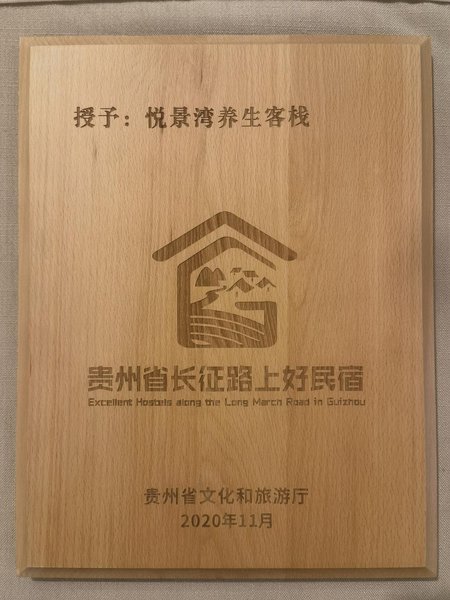 授予：悦景湾养生客栈
贵州省长征路上好民宿
Excellent Hostels along the Long March Road in Guizhou
贵州省文化和旅游厅
2020年11月